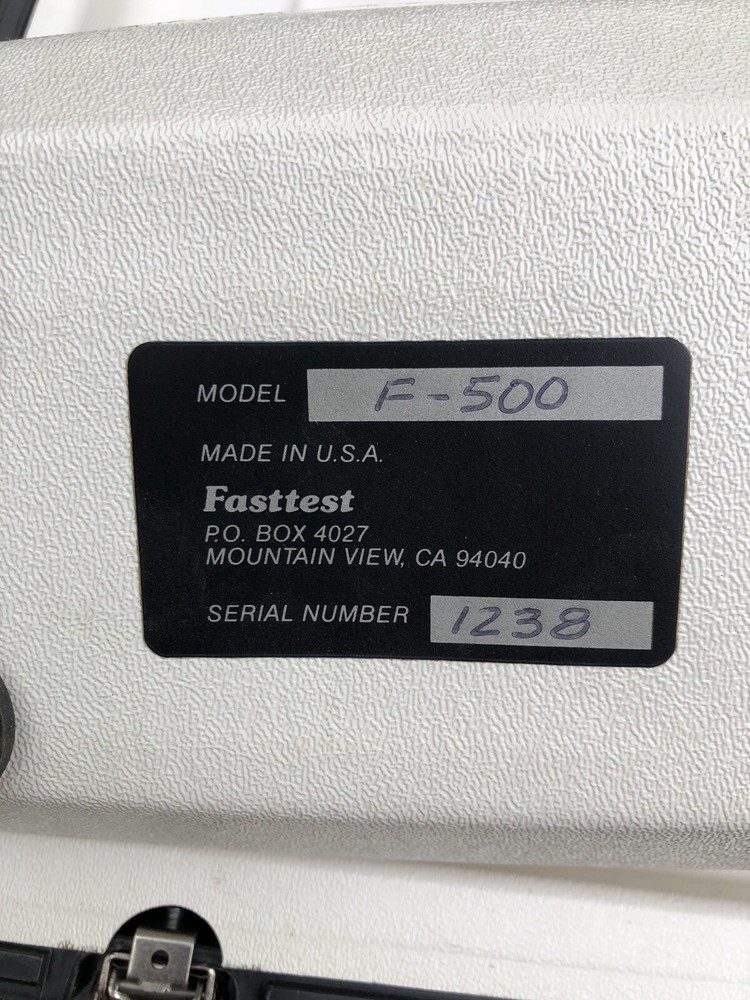 MODEL F-500
MADE IN U.S.A.
Fasttest
P.O. BOX 4027
MOUNTAIN VIEW, CA 94040
SERIAL NUMBER 1238